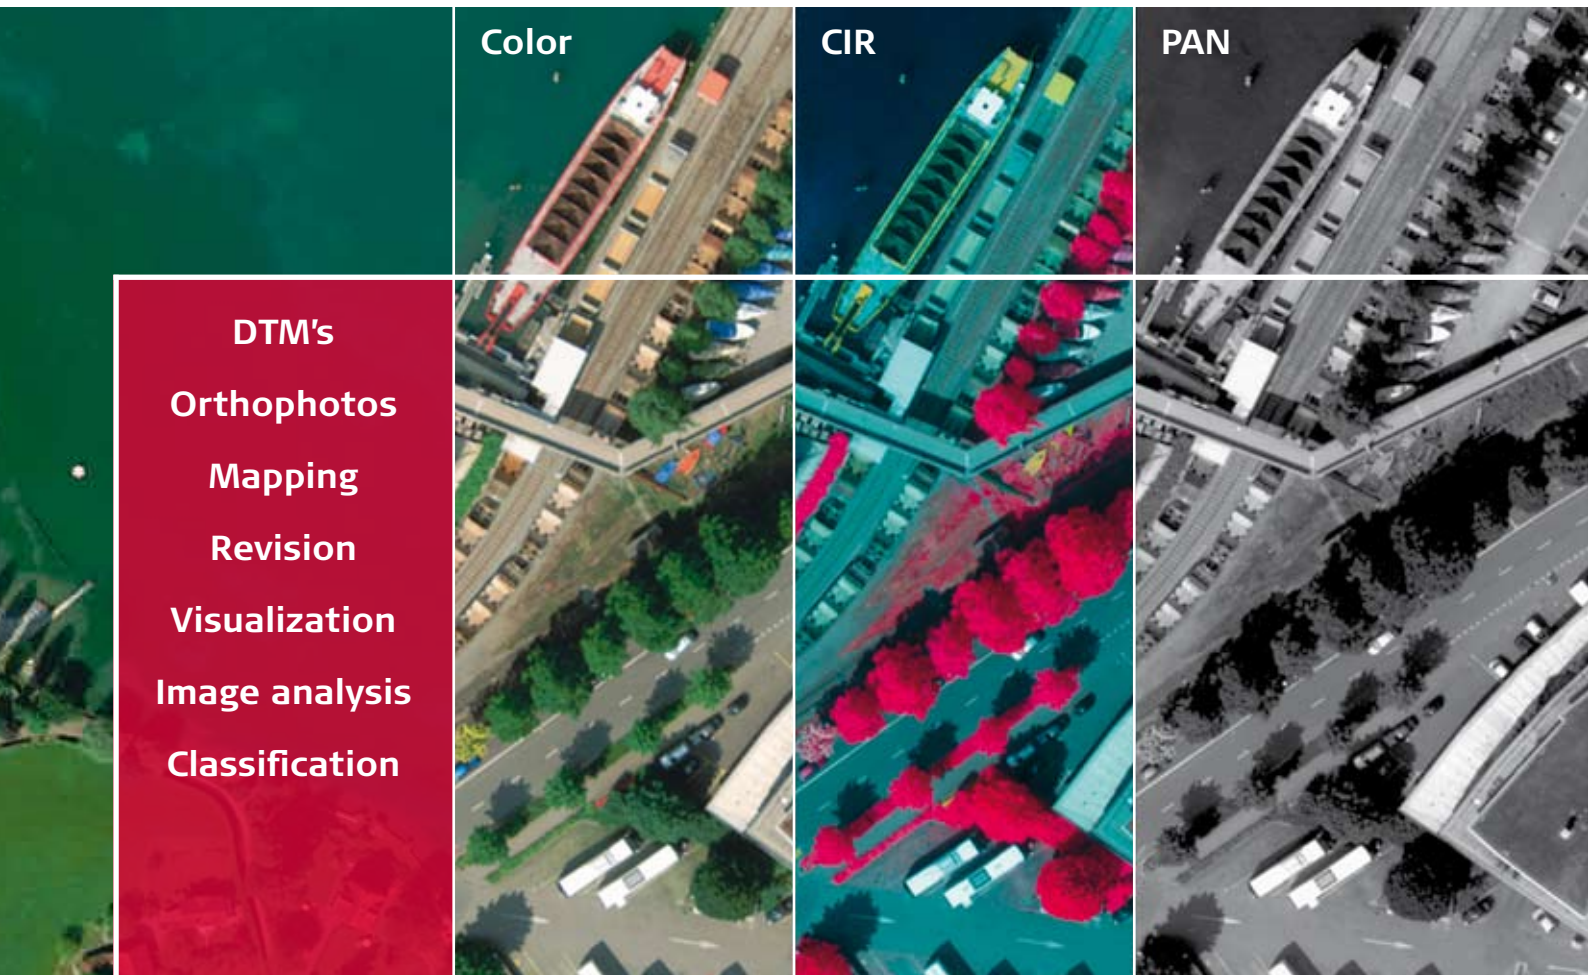 Color
CIR
PAN
DTM's
Orthophotos
Mapping
Revision
Visualization
Image analysis
Classification